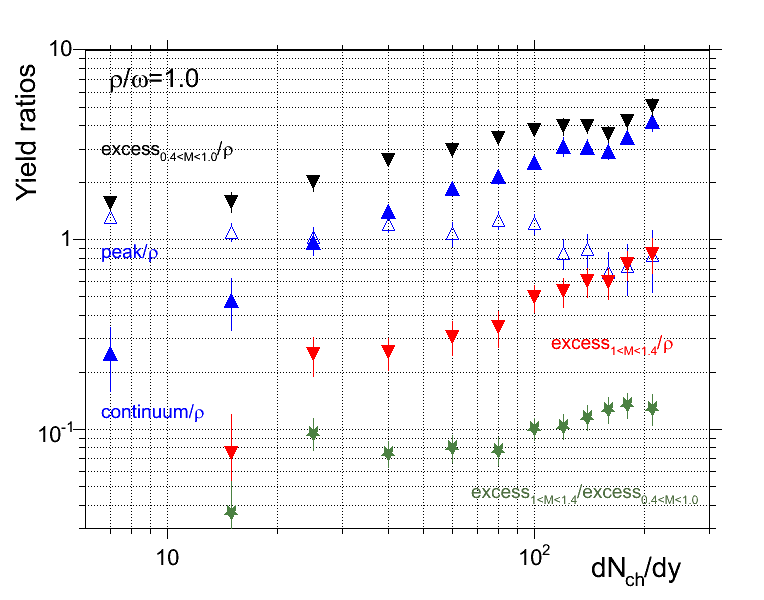 10
ρ/ω=1.0
Yield ratios
excess0.4<M<1.0/ρ
1
peak/ρ
excess1<M<1.4/ρ
continuum/ρ
10-1
excess1<M<1.4/excess0.4<M<1.0
10
102
dNch/dy